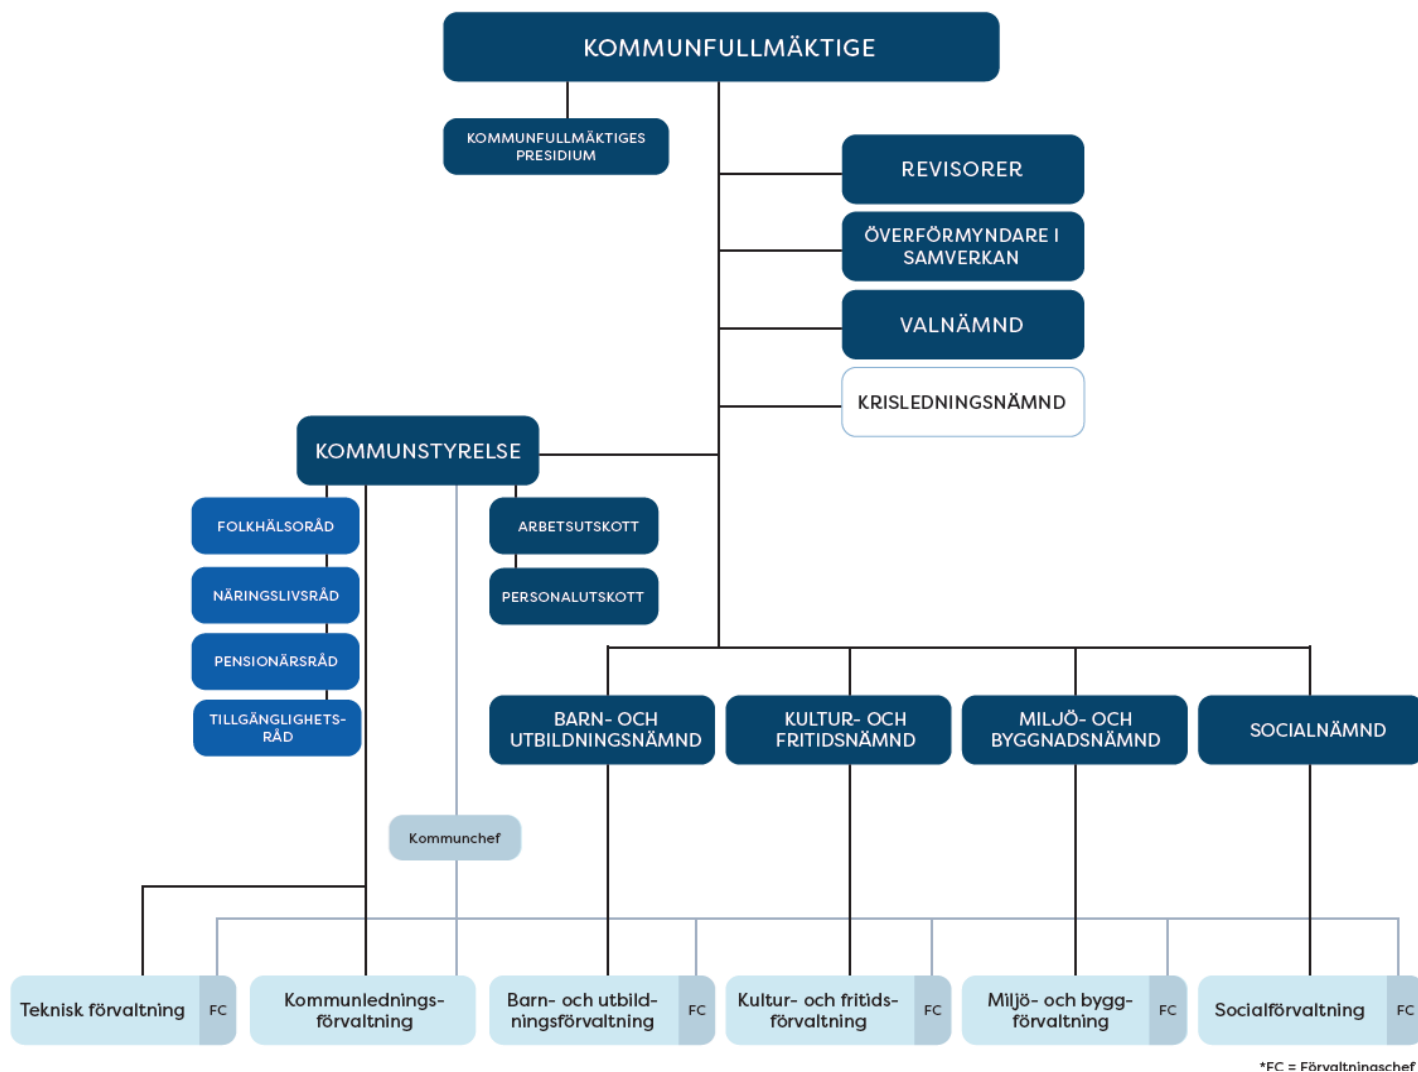 KOMMUNFULLMÄKTIGE
KOMMUNFULLMÄKTIGES
PRESIDIUM
REVISORER
ÖVERFÖRMYNDARE I
SAMVERKAN
VALNÄMND
KRISLEDNINGSNÄMND
KOMMUNSTYRELSE
FOLKHÄLSORÅD
ARBETSUTSKOTT
NÄRINGSLIVSRÅD
PERSONALUTSKOTT
PENSIONÄRSRÅD
TILLGÄNGLIGHETS-
RÅD
BARN- OCH
UTBILDNINGSNÄMND
KULTUR- OCH
FRITIDSNÄMND
MILJÖ- OCH
BYGGNADSNÄMND
SOCIALNÄMND
Kommunchef
Teknisk förvaltning
FC
Kommunlednings-
förvaltning
Barn- och utbild-
ningsförvaltning
FC
Kultur- och fritids-
förvaltning
FC
Miljö- och bygg-
förvaltning
FC
Socialförvaltning
FC
*FC = Förvaltningschef